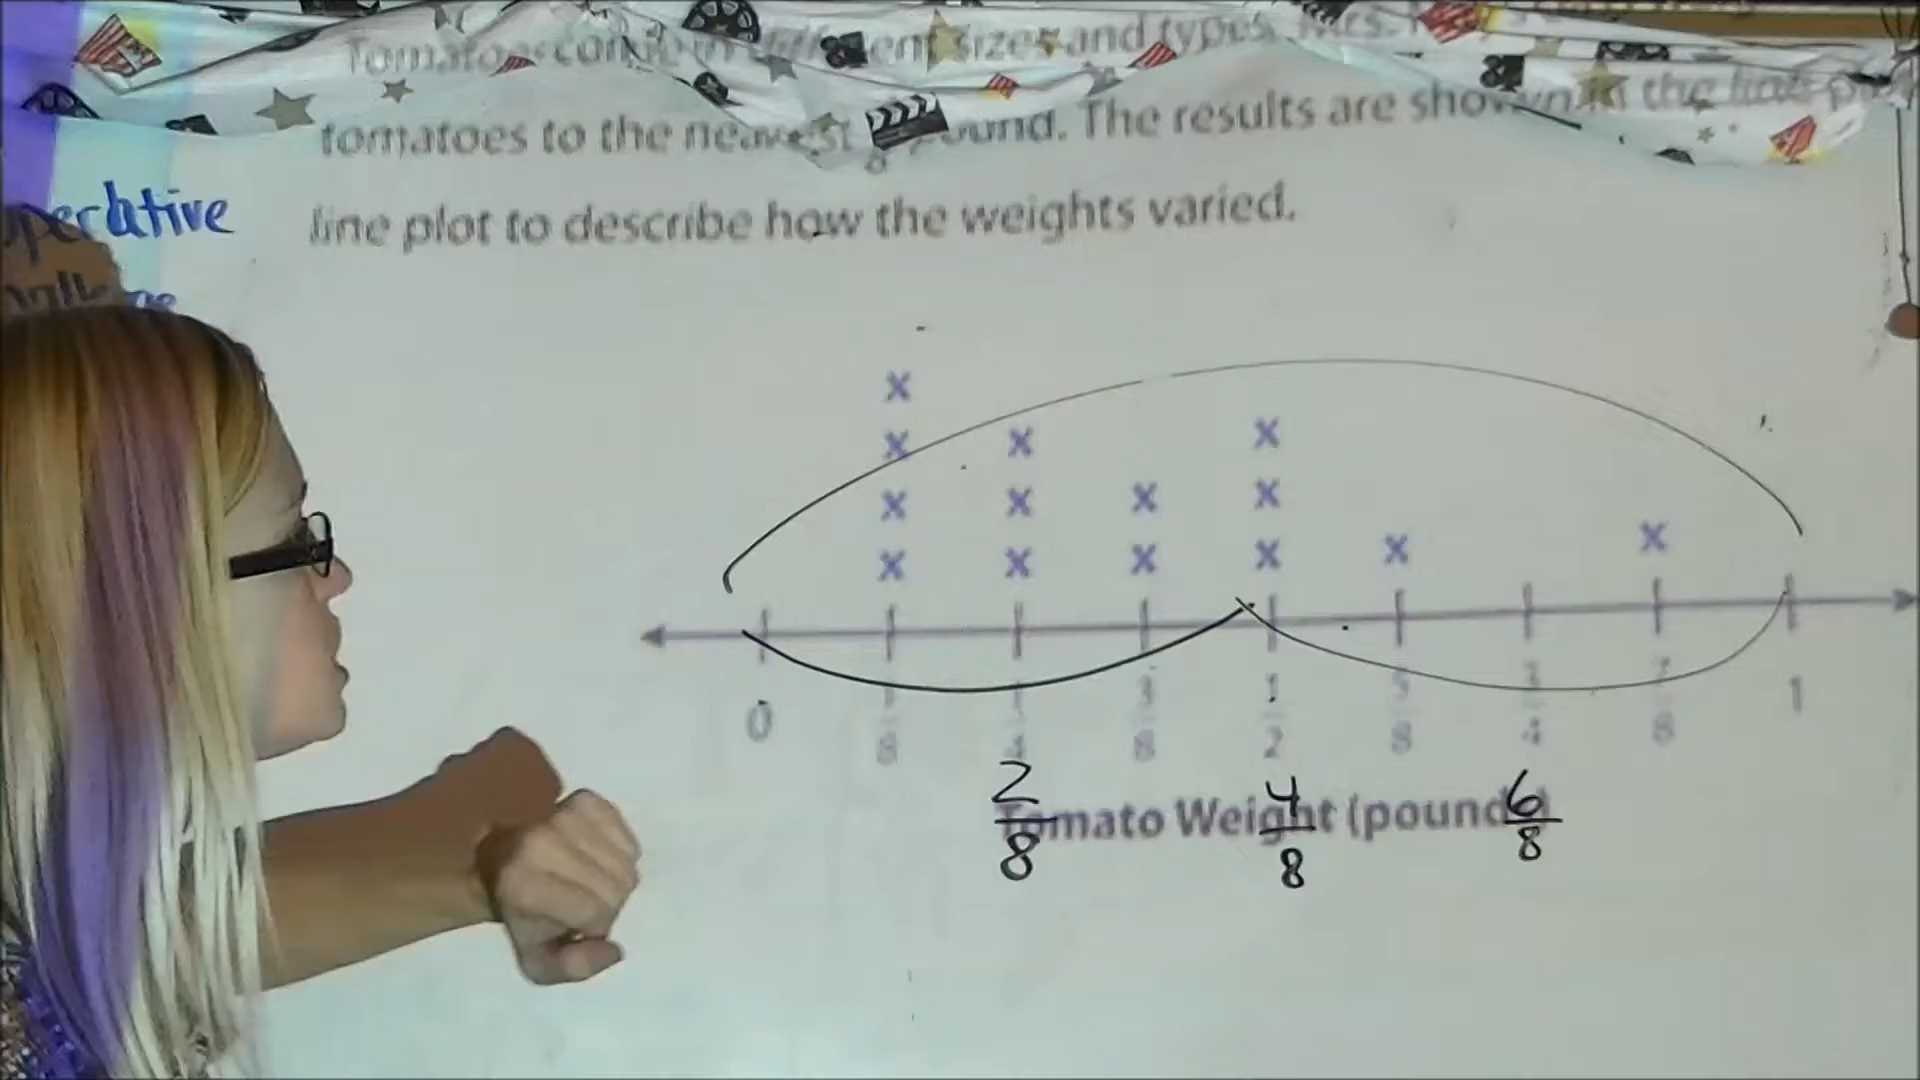 Tomatoes come in different sizes and types. Mrs.
tomatoes to the nearest pound. The results are shown in the line
line plot to describe how the weights varied.
x
x x x
x x x x
x x x x x x
0 1/8 1/4 3/8 1/2 5/8 3/4 7/8 1
Tomato Weight (pounds)
2/8 4/8 6/8